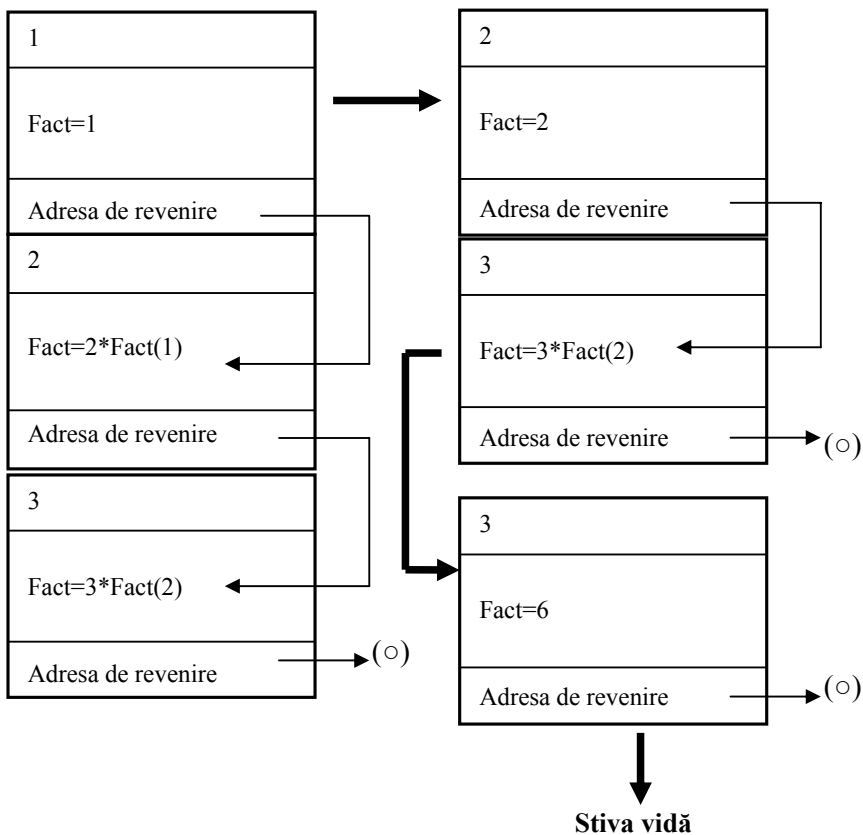 1
Fact=1
Adresa de revenire
2
Fact=2*Fact(1)
Adresa de revenire
3
Fact=3*Fact(2)
Adresa de revenire
(○)
2
Fact=2
Adresa de revenire
3
Fact=3*Fact(2)
Adresa de revenire
(○)
3
Fact=6
Adresa de revenire
(○)
Stiva vidă